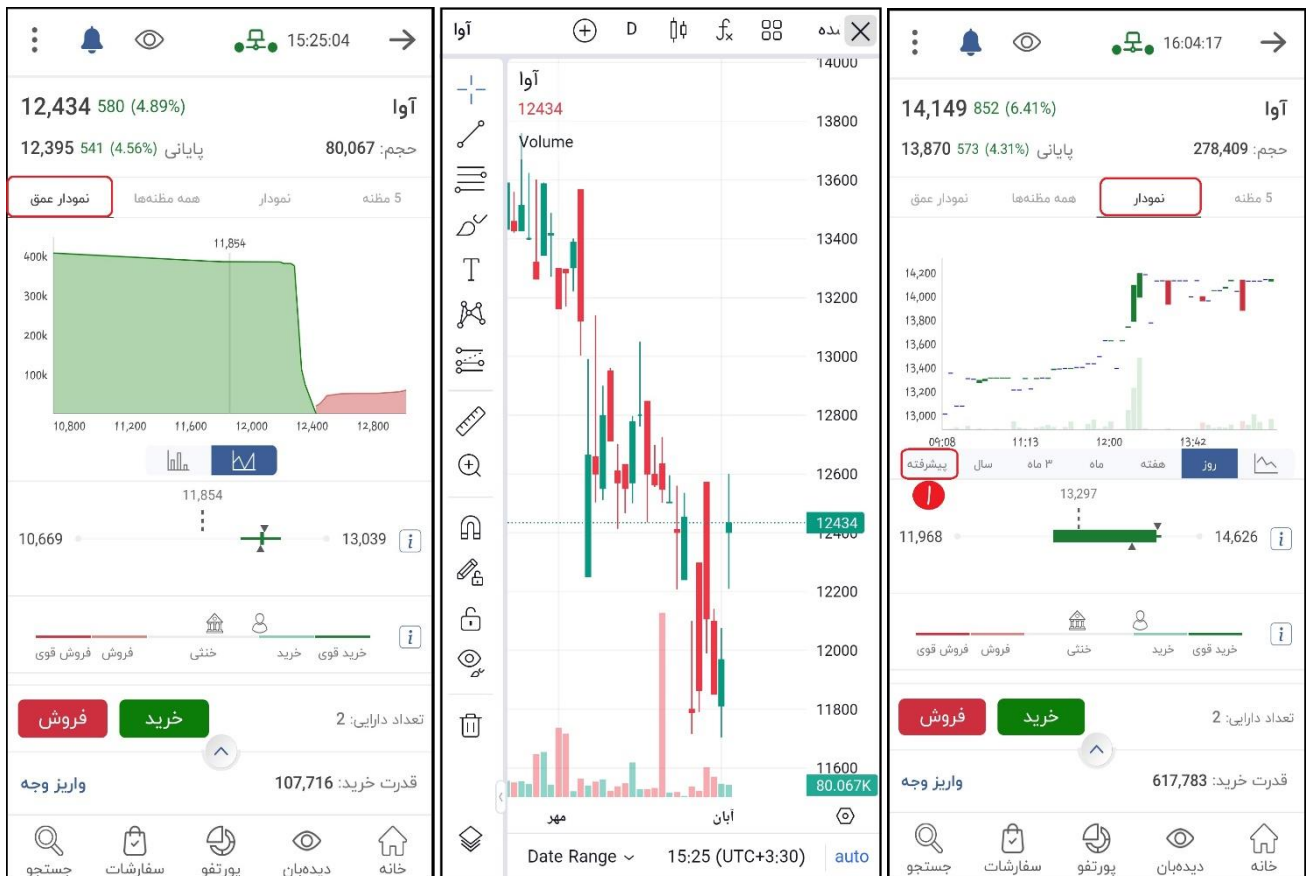 15:25:04
12,434 580 (4.89%) آوا
12,395 541 (4.56%) پایانی حجم: 80,067
5 مظنه نمودار همه مظنه‌ها نمودار عمق
11,854
400k
300k
200k
100k
10,800 11,200 11,600 12,000 12,400 12,800
11,854
10,669 13,039 i
خرید قوی خرید خنثی فروش فروش قوی i
تعداد دارایی: 2 خرید فروش
قدرت خرید: 107,716 واریز وجه
خانه دیده‌بان پورتفو سفارشات جستجو
آوا D fx
آوا
12434
Volume
14000
13800
13600
13400
13200
13000
12800
12600
12434
12400
12200
12000
11800
11600
80.067K
مهر آبان
Date Range 15:25 (UTC+3:30) auto
16:04:17
14,149 852 (6.41%) آوا
13,870 573 (4.31%) پایانی حجم: 278,409
5 مظنه نمودار همه مظنه‌ها نمودار عمق
14,200
14,000
13,800
13,600
13,400
13,200
13,000
09:08 11:13 12:00 13:42
روز هفته ماه ۳ ماه سال پیشرفته
۱
13,297
11,968 14,626 i
خرید قوی خرید خنثی فروش فروش قوی i
تعداد دارایی: 2 خرید فروش
قدرت خرید: 617,783 واریز وجه
خانه دیده‌بان پورتفو سفارشات جستجو